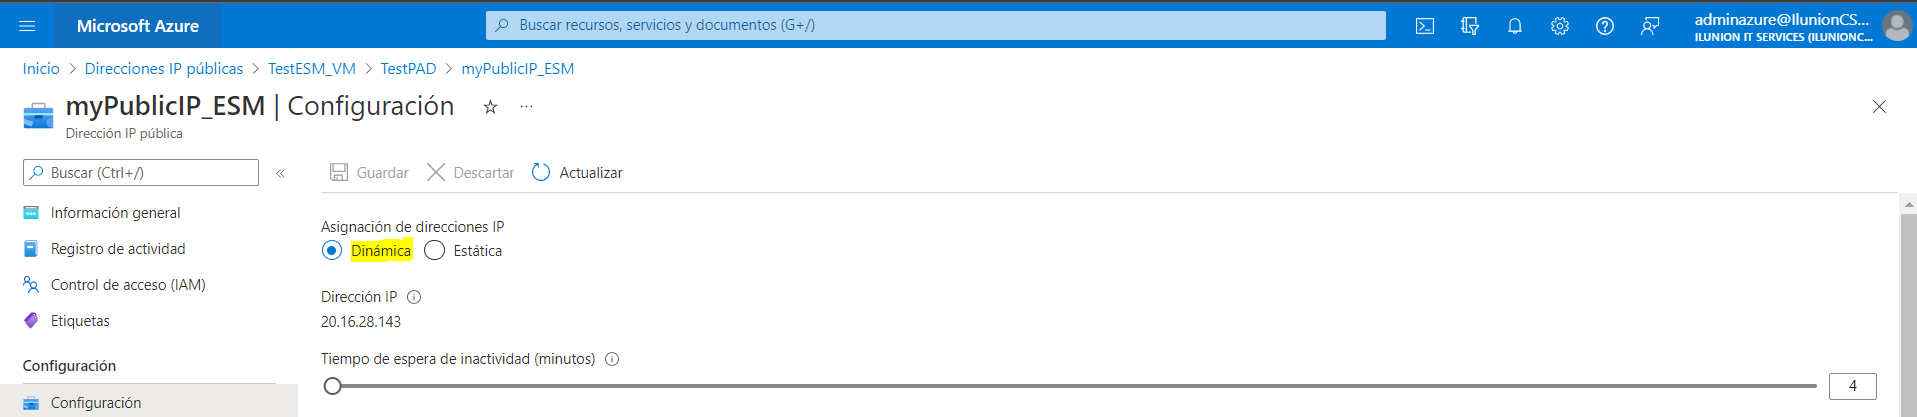 Microsoft Azure
Buscar recursos, servicios y documentos (G+/)
adminazure@IlunionCS...
ILUNION IT SERVICES (ILUNIONC...
Inicio > Direcciones IP públicas > TestESM_VM > TestPAD > myPublicIP_ESM
myPublicIP_ESM | Configuración
Dirección IP pública
Buscar (Ctrl+/)
Guardar Descartar Actualizar
Información general
Registro de actividad
Control de acceso (IAM)
Etiquetas
Configuración
Configuración
Asignación de direcciones IP
Dinámica Estática
Dirección IP
20.16.28.143
Tiempo de espera de inactividad (minutos)
4